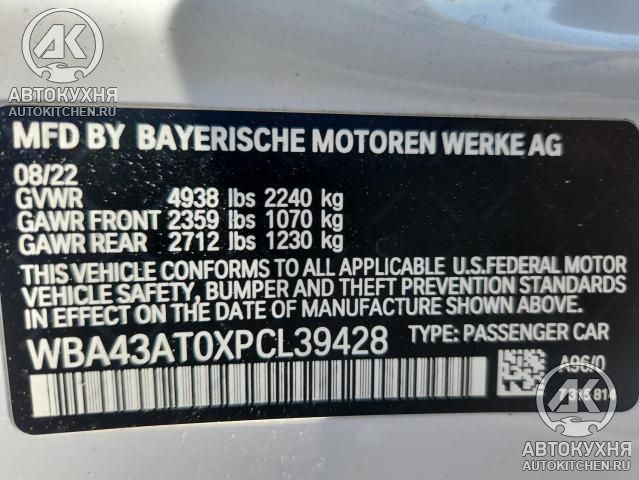 AK
АВТОКУХНЯ
AUTOKITCHEN.RU
MFD BY BAYERISCHE MOTOREN WERKE AG
08/22
GVWR 4938 lbs 2240 kg
GAWR FRONT 2359 lbs 1070 kg
GAWR REAR 2712 lbs 1230 kg
THIS VEHICLE CONFORMS TO ALL APPLICABLE U.S.FEDERAL MOTOR
VEHICLE SAFETY, BUMPER AND THEFT PREVENTION STANDARDS
IN EFFECT ON THE DATE OF MANUFACTURE SHOWN ABOVE.
WBA43AT0XPCL39428 TYPE: PASSENGER CAR
A96/0
AK
АВТОКУХНЯ
AUTOKITCHEN.RU